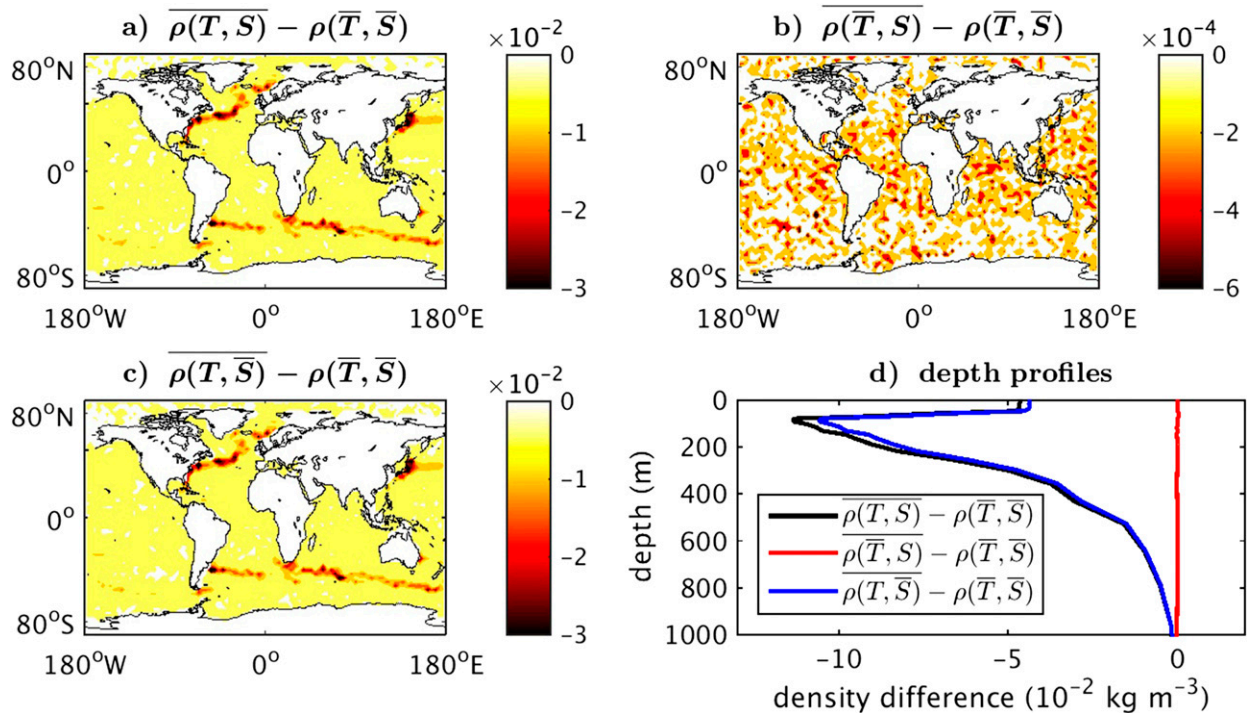 a) ρ(T, S)‾ − ρ(T̅, S̅)
×10⁻²
80°N
0°
80°S
180°W 0° 180°E
0
−1
−2
−3
b) ρ(T̅, S)‾ − ρ(T̅, S̅)
×10⁻⁴
80°N
0°
80°S
180°W 0° 180°E
0
−2
−4
−6
c) ρ(T, S̅)‾ − ρ(T̅, S̅)
×10⁻²
80°N
0°
80°S
180°W 0° 180°E
0
−1
−2
−3
d) depth profiles
depth (m)
0
200
400
600
800
1000
ρ(T, S)‾ − ρ(T̅, S̅)
ρ(T̅, S)‾ − ρ(T̅, S̅)
ρ(T, S̅)‾ − ρ(T̅, S̅)
−10 −5 0
density difference (10⁻² kg m⁻³)